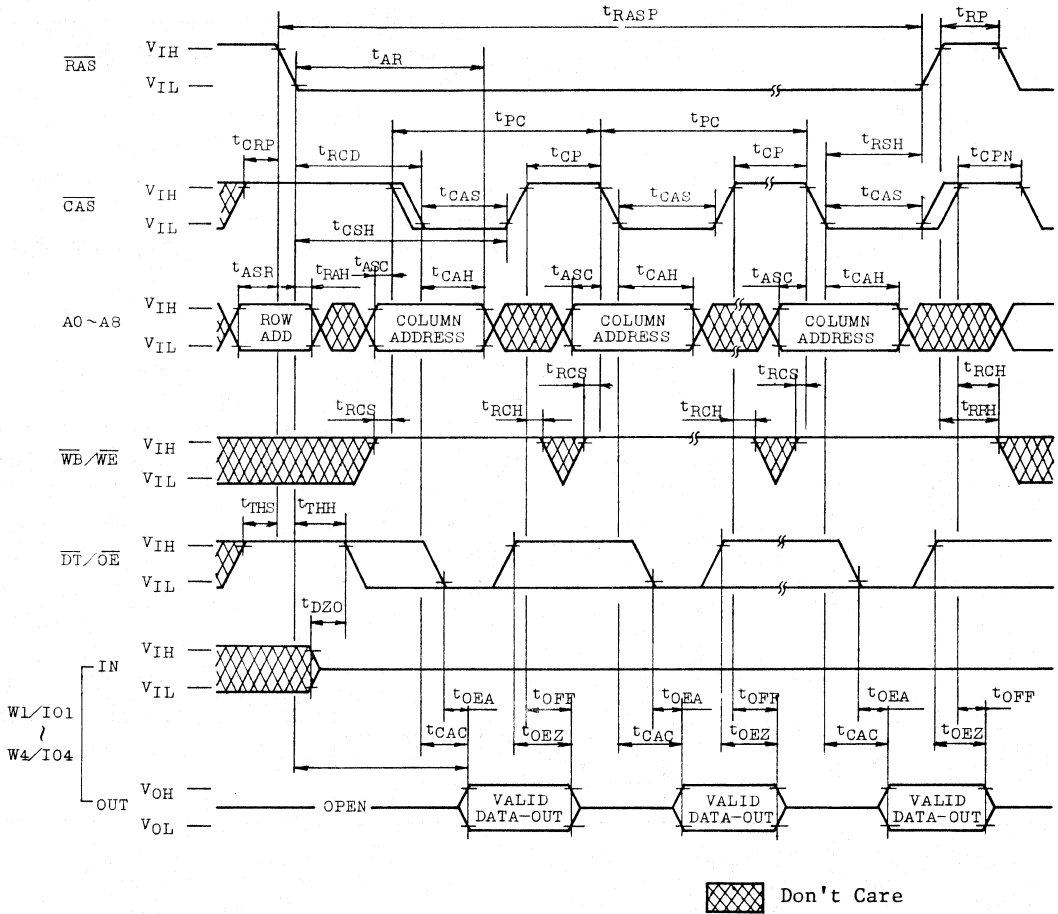 tRASP
tRP
RAS
VIH
VIL
tAR
tPC
tPC
tCRP
tRCD
tCP
tCP
tRSH
tCPN
CAS
VIH
VIL
tCAS
tCAS
tCAS
tCSH
tASR
tRAH
tASC
tCAH
tASC
tCAH
tASC
tCAH
A0~A8
VIH
VIL
ROW ADD
COLUMN ADDRESS
COLUMN ADDRESS
COLUMN ADDRESS
tRCS
tRCS
tRCH
tRCS
tRCH
tRCH
tRRH
WB/WE
VIH
VIL
tTHS
tTHH
DT/OE
VIH
VIL
tDZO
IN
VIH
VIL
W1/IO1
~
W4/IO4
tOEA
tOFF
tOEA
tOFF
tOEA
tOFF
tCAC
tOEZ
tCAC
tOEZ
tCAC
tOEZ
OUT
VOH
VOL
OPEN
VALID DATA-OUT
VALID DATA-OUT
VALID DATA-OUT
Don't Care